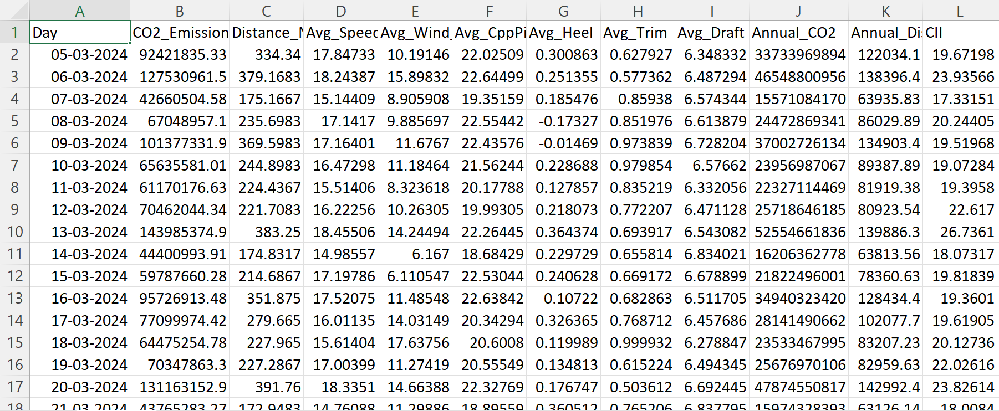 A B C D E F G H I J K L
1 Day CO2_Emission Distance_N Avg_Speed Avg_Wind_ Avg_CppPi Avg_Heel Avg_Trim Avg_Draft Annual_CO2 Annual_Dis CII
2 05-03-2024 92421835.33 334.34 17.84733 10.19146 22.02509 0.300863 0.627927 6.348332 33733969894 122034.1 19.67198
3 06-03-2024 127530961.5 379.1683 18.24387 15.89832 22.64499 0.251355 0.577362 6.487294 46548800956 138396.4 23.93566
4 07-03-2024 42660504.58 175.1667 15.14409 8.905908 19.35159 0.185476 0.85938 6.574344 15571084170 63935.83 17.33151
5 08-03-2024 67048957.1 235.6983 17.1417 9.885697 22.55442 -0.17327 0.851976 6.613879 24472869341 86029.89 20.24405
6 09-03-2024 101377331.9 369.5983 17.16401 11.6767 22.43576 -0.01469 0.973839 6.728204 37002726134 134903.4 19.51968
7 10-03-2024 65635581.01 244.8983 16.47298 11.18464 21.56244 0.228688 0.979854 6.57662 23956987067 89387.89 19.07284
8 11-03-2024 61170176.63 224.4367 15.51406 8.323618 20.17788 0.127857 0.835219 6.332056 22327114469 81919.38 19.3958
9 12-03-2024 70462044.34 221.7083 16.22256 10.26305 19.99305 0.218073 0.772207 6.471128 25718646185 80923.54 22.617
10 13-03-2024 143985374.9 383.25 18.45506 14.24494 22.26445 0.364374 0.693917 6.543082 52554661836 139886.3 26.7361
11 14-03-2024 44400993.91 174.8317 14.98557 6.167 18.68429 0.229729 0.655814 6.834021 16206362778 63813.56 18.07317
12 15-03-2024 59787660.28 214.6867 17.19786 6.110547 22.53044 0.240628 0.669172 6.678899 21822496001 78360.63 19.81839
13 16-03-2024 95726913.48 351.875 17.52075 11.48548 22.63842 0.10722 0.682863 6.511705 34940323420 128434.4 19.3601
14 17-03-2024 77099974.42 279.665 16.01135 14.03149 20.34294 0.326365 0.768712 6.457686 28141490662 102077.7 19.61905
15 18-03-2024 64475254.78 227.965 15.61404 17.63756 20.6008 0.119989 0.999932 6.278847 23533467995 83207.23 20.12736
16 19-03-2024 70347863.3 227.2867 17.00399 11.27419 20.55549 0.134813 0.615224 6.494345 25676970106 82959.63 22.02616
17 20-03-2024 131163152.9 391.76 18.3351 14.66388 22.32769 0.176747 0.503612 6.692445 47874550817 142992.4 23.82614
18 21-03-2024 43765283.27 172.9483 14.76088 11.29886 18.89559 0.360512 0.765206 6.837795 15974328393 63126.14 18.0084